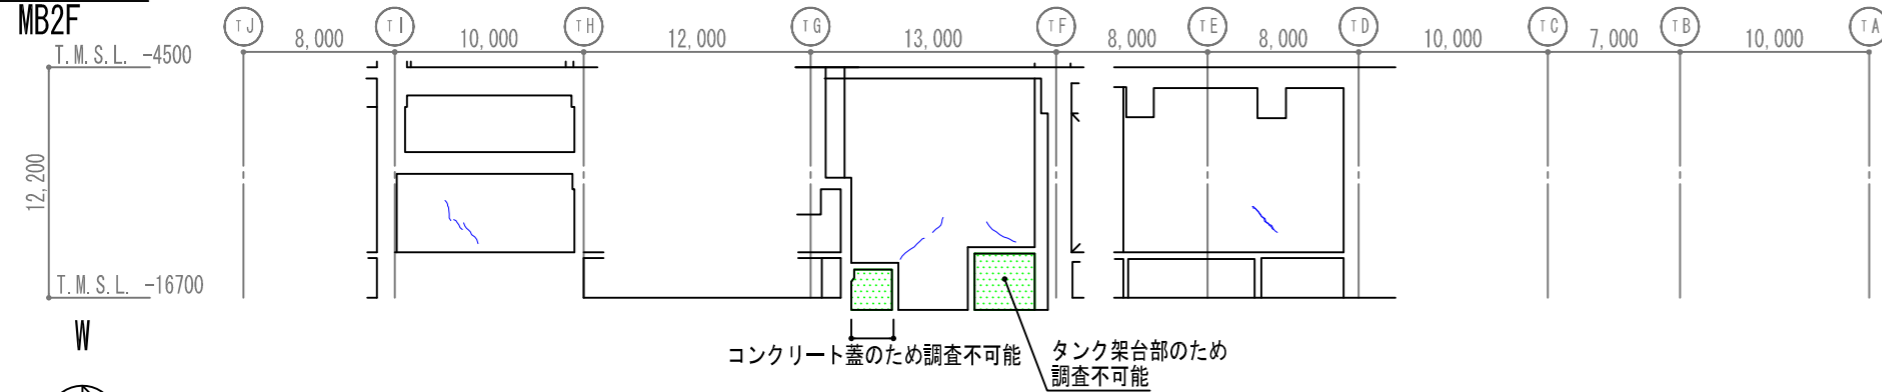 MB2F
TJ TI TH TG TF TE TD TC TB TA
8,000 10,000 12,000 13,000 8,000 8,000 10,000 7,000 10,000
T.M.S.L. -4500
12,200
T.M.S.L. -16700
W
コンクリート蓋のため調査不可能
タンク架台部のため
調査不可能